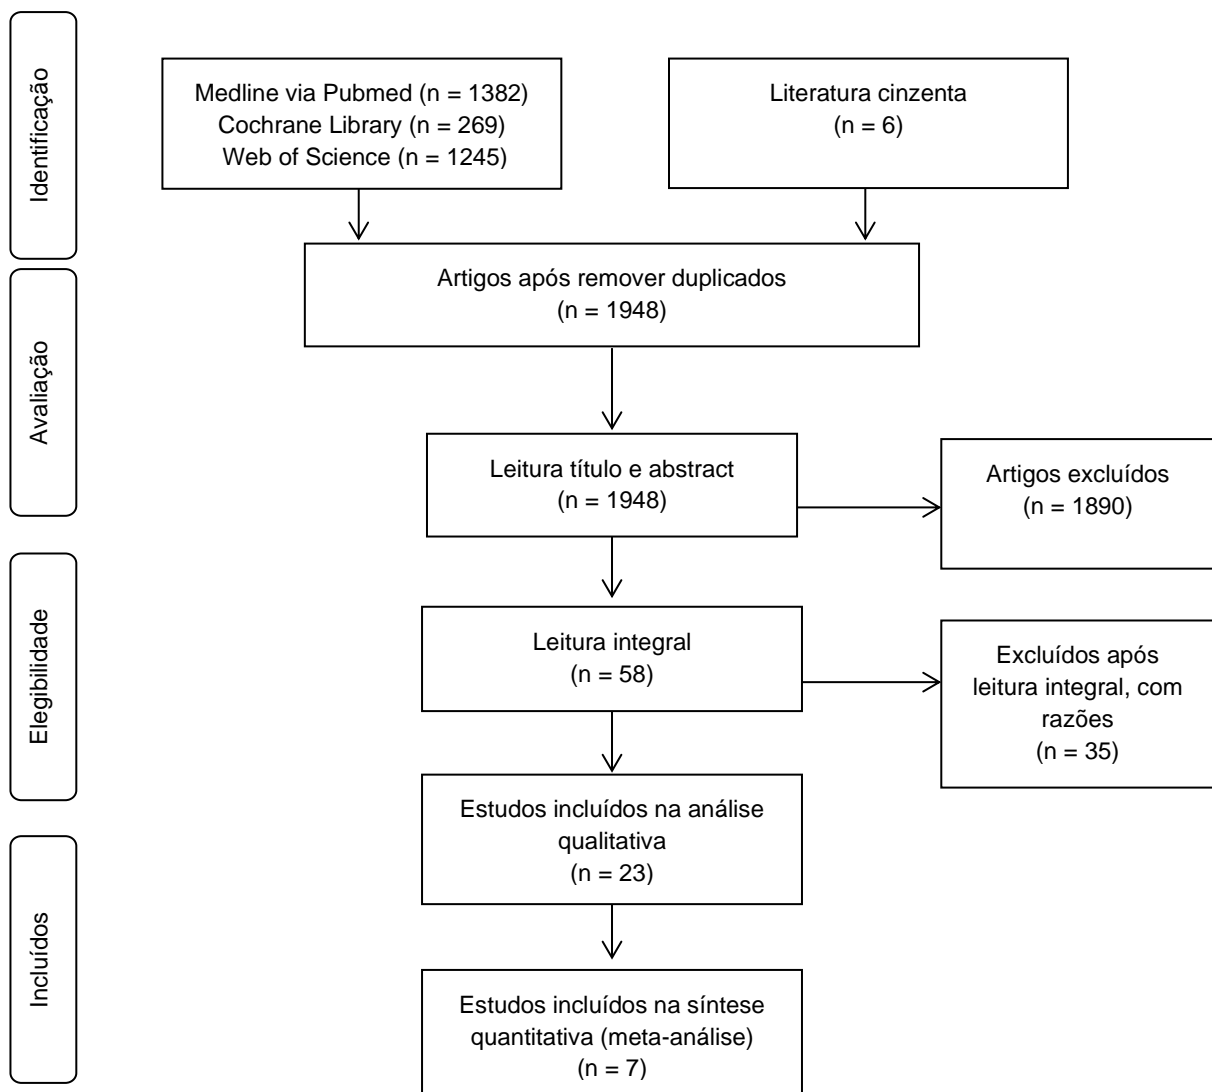 Identificação
Medline via Pubmed (n = 1382)
Cochrane Library (n = 269)
Web of Science (n = 1245)
Literatura cinzenta
(n = 6)
Artigos após remover duplicados
(n = 1948)
Avaliação
Leitura título e abstract
(n = 1948)
Artigos excluídos
(n = 1890)
Elegibilidade
Leitura integral
(n = 58)
Excluídos após
leitura integral, com
razões
(n = 35)
Estudos incluídos na análise
qualitativa
(n = 23)
Incluídos
Estudos incluídos na síntese
quantitativa (meta-análise)
(n = 7)